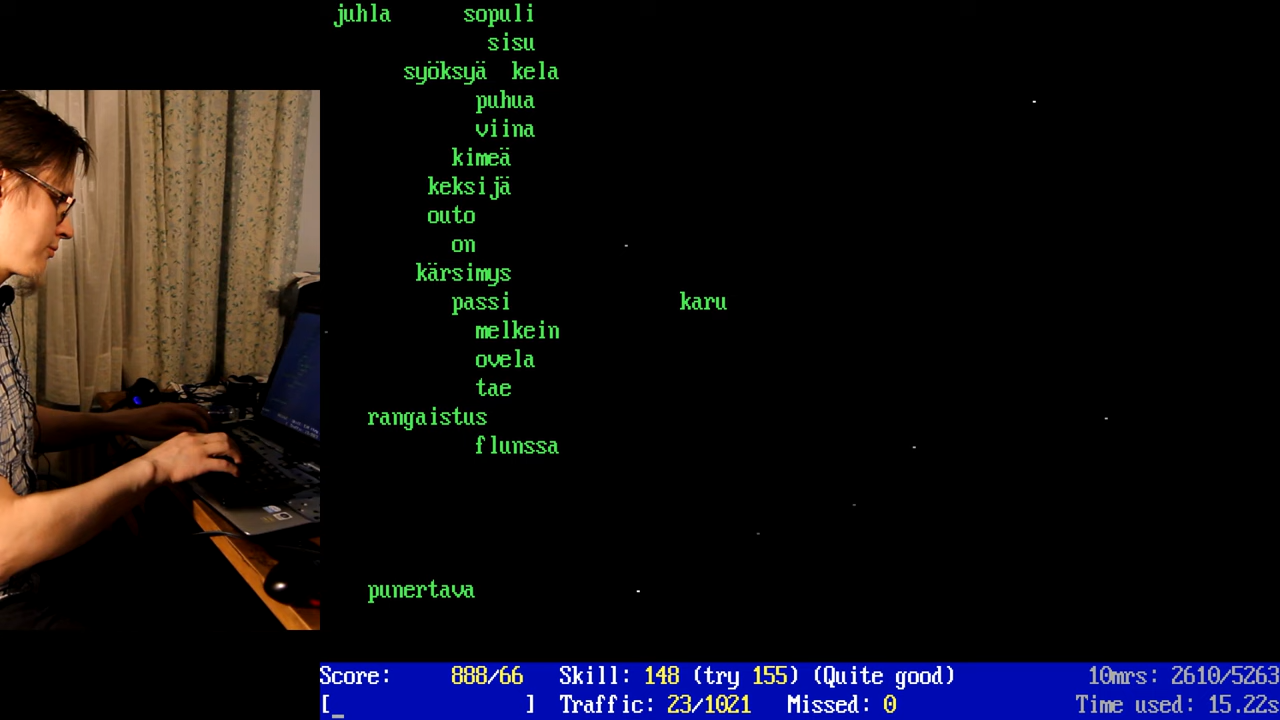 juhla sopuli
sisu
syöksyä kela
puhua
viina
kimeä
keksijä
outo
on
kärsimys
passi karu
melkein
ovela
tae
rangaistus
flunssa
punertava
Score: 888/66 Skill: 148 (try 155) (Quite good) 10mrs: 2610/5263
[_ ] Traffic: 23/1021 Missed: 0 Time used: 15.22s